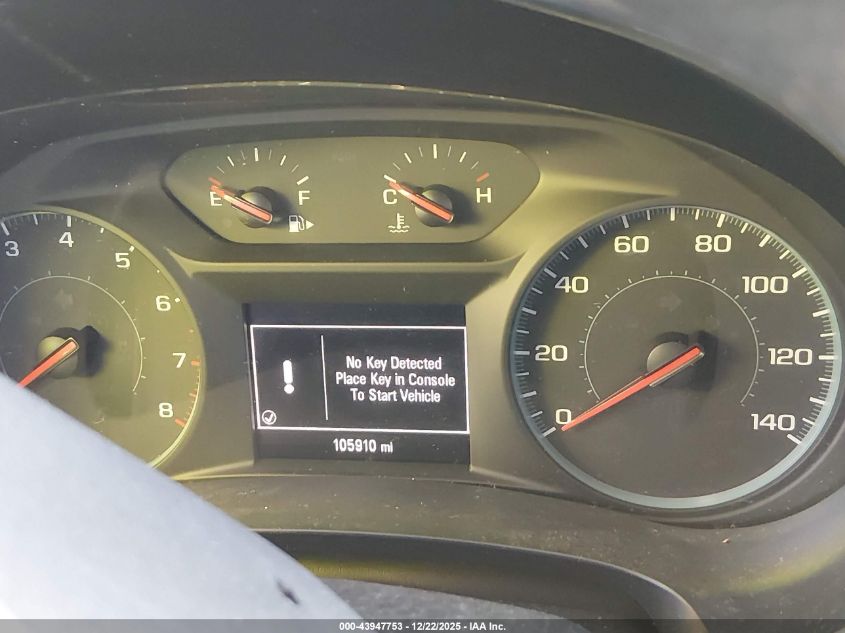 E F
C H
3
4
5
6
7
8
0
20
40
60
80
100
120
140
No Key Detected
Place Key in Console
To Start Vehicle
105910 mi
000-43947753 - 12/22/2025 - IAA Inc.